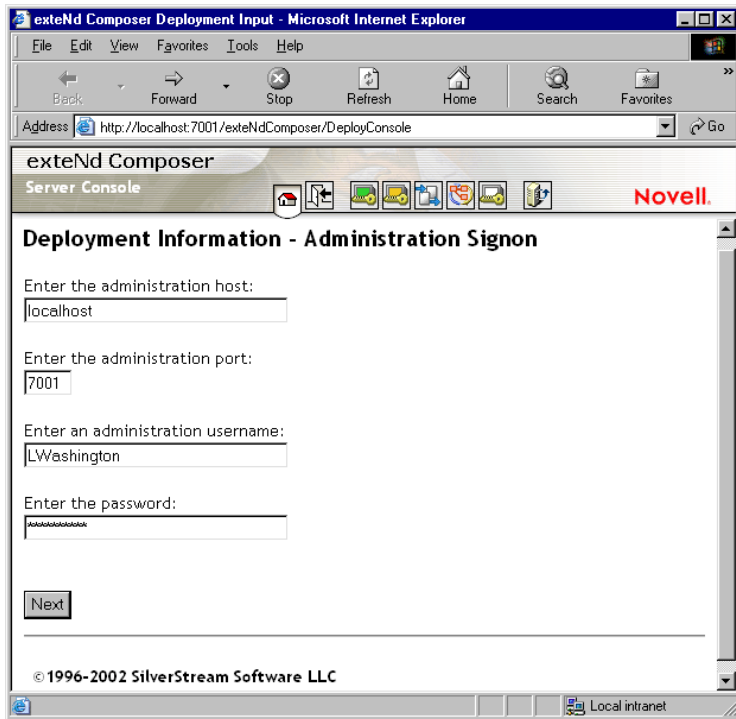 exteNd Composer Deployment Input - Microsoft Internet Explorer
File Edit View Favorites Tools Help
Back Forward Stop Refresh Home Search Favorites »
Address http://localhost:7001/exteNdComposer/DeployConsole Go
exteNd Composer
Server Console
Novell.
Deployment Information - Administration Signon
Enter the administration host:
localhost
Enter the administration port:
7001
Enter an administration username:
LWashington
Enter the password:
***********
Next
©1996-2002 SilverStream Software LLC
Local intranet